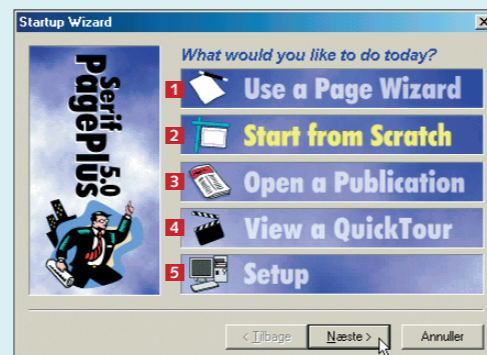 Startup Wizard
Serif
PagePlus
5.0
What would you like to do today?
1 Use a Page Wizard
2 Start from Scratch
3 Open a Publication
4 View a QuickTour
5 Setup
< Tilbage Næste > Annuller